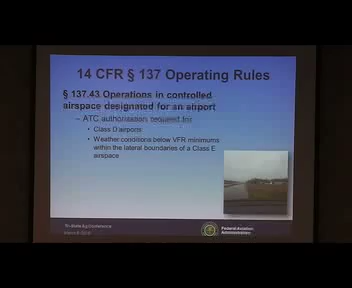 14 CFR § 137 Operating Rules
§ 137.43 Operations in controlled
airspace designated for an airport
– ATC authorization required for
• Class D airports
• Weather conditions below VFR minimums
within the lateral boundaries of a Class E
airspace
Tri-State Ag Conference
Federal Aviation
Administration